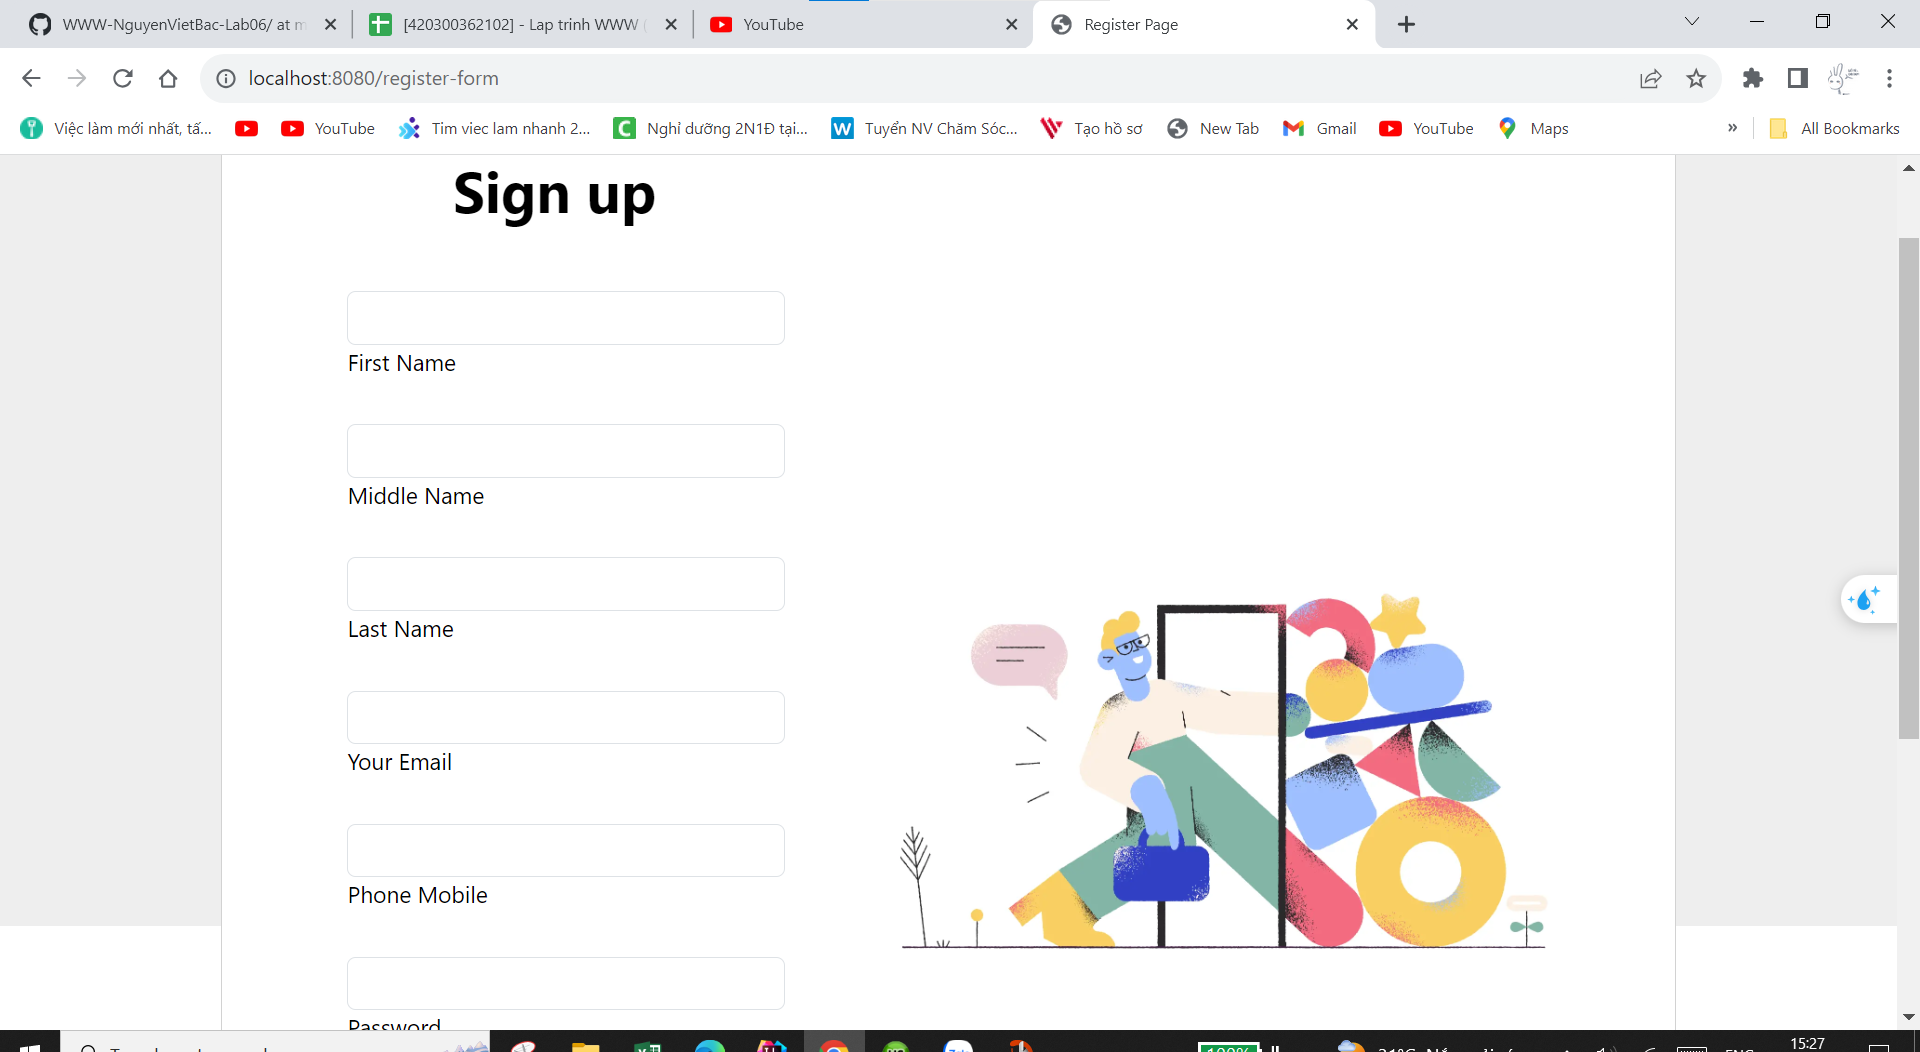 WWW-NguyenVietBac-Lab06/ at m
[420300362102] - Lap trinh WWW (
YouTube
Register Page
localhost:8080/register-form
Việc làm mới nhất, tấ...
YouTube
Tim viec lam nhanh 2...
Nghỉ dưỡng 2N1Đ tại...
Tuyển NV Chăm Sóc...
Tạo hồ sơ
New Tab
Gmail
YouTube
Maps
»
All Bookmarks
Sign up
First Name
Middle Name
Last Name
Your Email
Phone Mobile
Password
100%
15:27